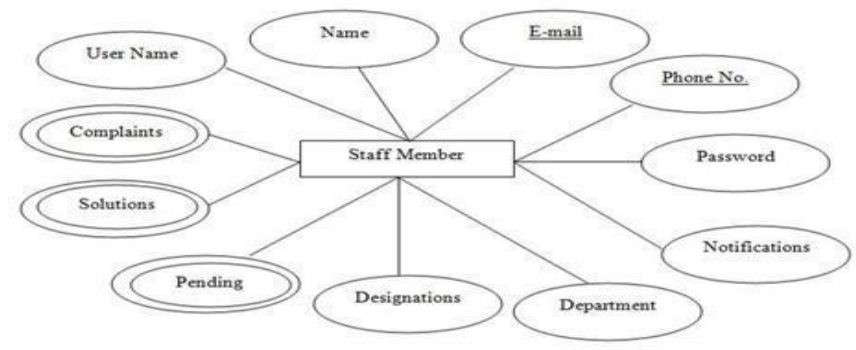 Name
E-mail
User Name
Phone No.
Complaints
Staff Member
Password
Solutions
Notifications
Pending
Designations
Department